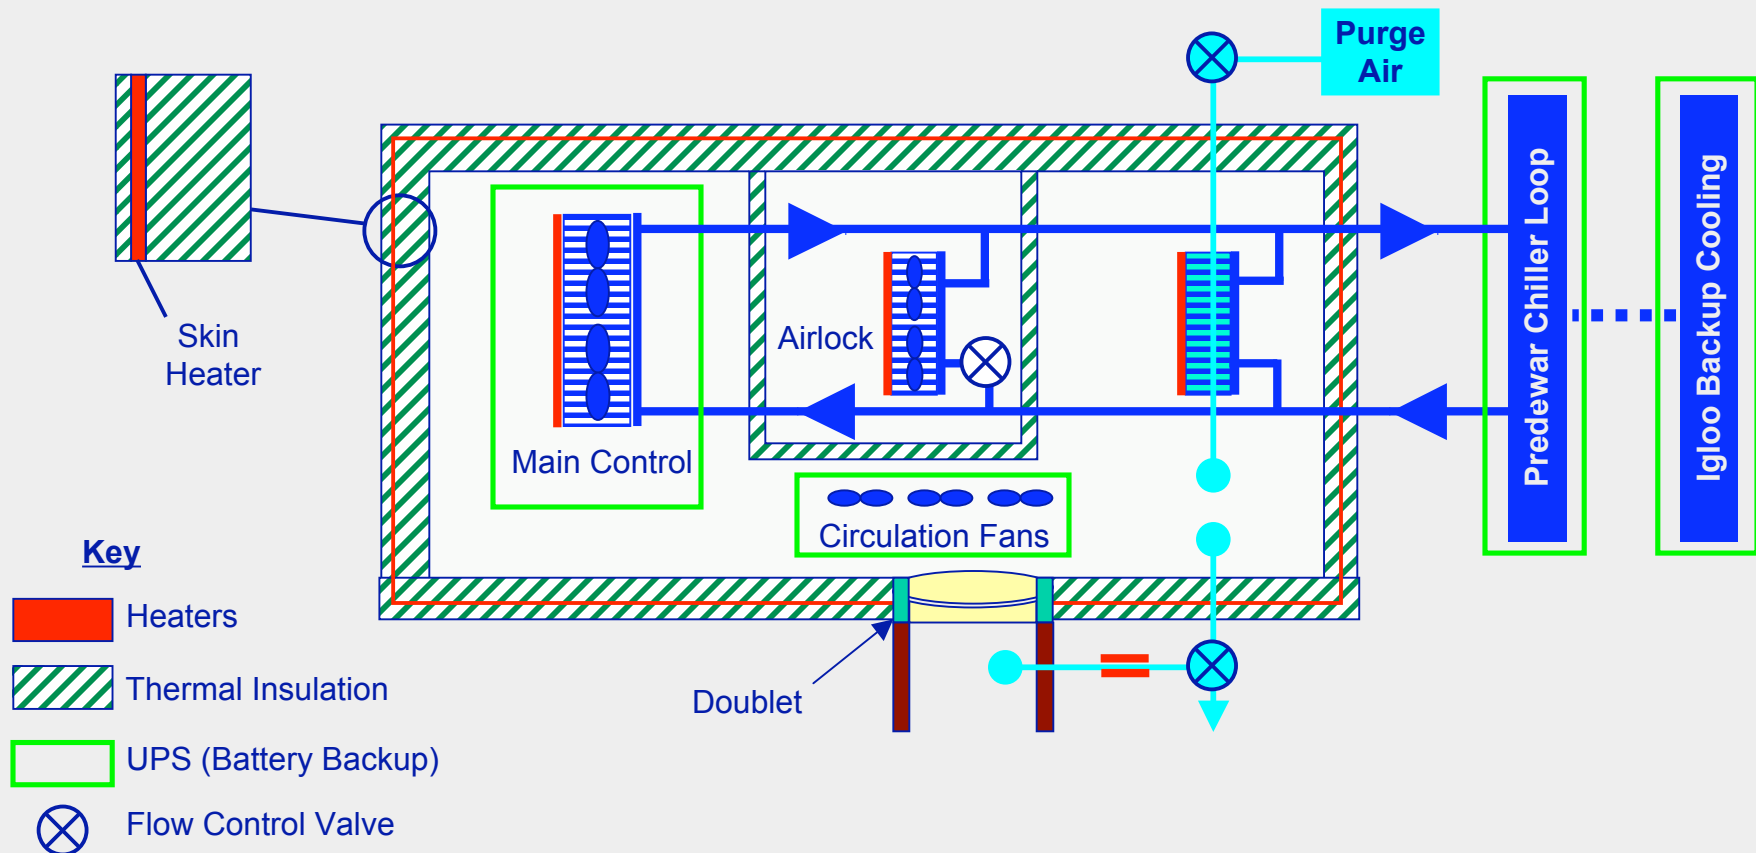 Purge
Air
Predewar Chiller Loop
Igloo Backup Cooling
Skin
Heater
Airlock
Main Control
Circulation Fans
Doublet
Key
Heaters
Thermal Insulation
UPS (Battery Backup)
Flow Control Valve